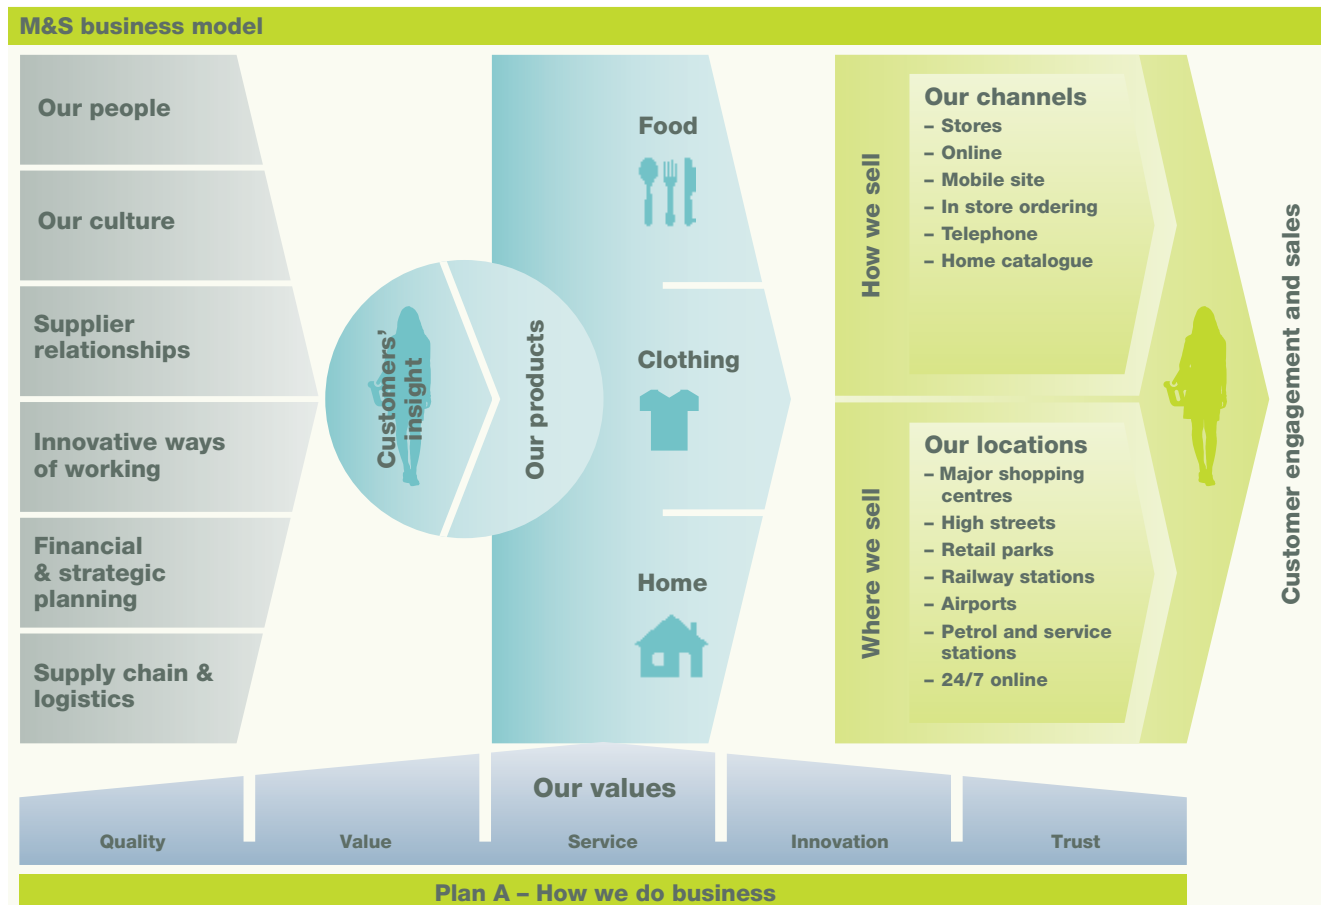 M&S business model
Our people
Our culture
Supplier
relationships
Innovative ways
of working
Financial
& strategic
planning
Supply chain &
logistics
Customers’
insight
Our products
Food
Clothing
Home
How we sell
Our channels
– Stores
– Online
– Mobile site
– In store ordering
– Telephone
– Home catalogue
Where we sell
Our locations
– Major shopping
centres
– High streets
– Retail parks
– Railway stations
– Airports
– Petrol and service
stations
– 24/7 online
Customer engagement and sales
Our values
Quality
Value
Service
Innovation
Trust
Plan A – How we do business